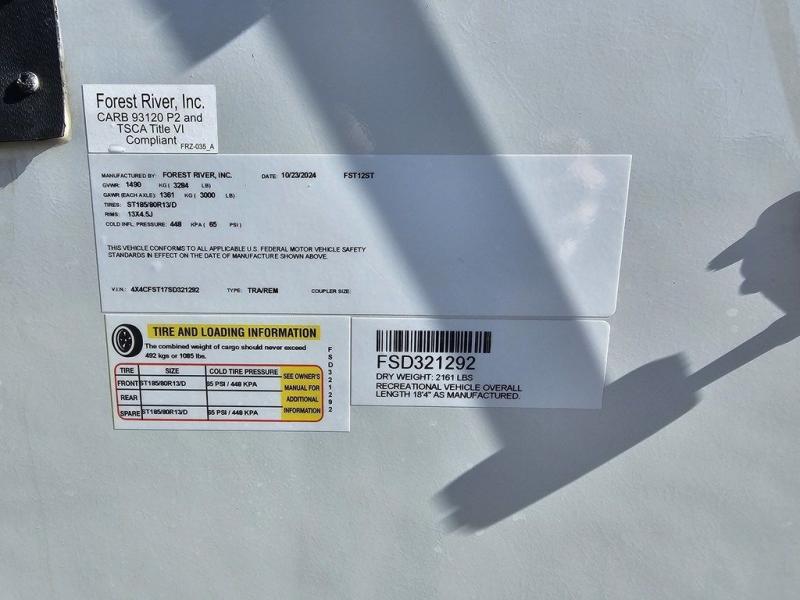 Forest River, Inc.
CARB 93120 P2 and
TSCA Title VI
Compliant
FRZ-035_A
MANUFACTURED BY: FOREST RIVER, INC. DATE: 10/23/2024 FST12ST
GVWR: 1490 KG ( 3284 LB)
GAWR (EACH AXLE): 1361 KG ( 3000 LB)
TIRES: ST185/80R13/D
RIMS: 13X4.5J
COLD INFL. PRESSURE: 448 KPA ( 65 PSI )
THIS VEHICLE CONFORMS TO ALL APPLICABLE U.S. FEDERAL MOTOR VEHICLE SAFETY
STANDARDS IN EFFECT ON THE DATE OF MANUFACTURE SHOWN ABOVE.
V.I.N.: 4X4CFST17SD321292 TYPE: TRA/REM COUPLER SIZE:
TIRE AND LOADING INFORMATION
The combined weight of cargo should never exceed
492 kgs or 1085 lbs.
TIRE SIZE COLD TIRE PRESSURE
FRONT ST185/80R13/D 65 PSI / 448 KPA
REAR
SPARE ST185/80R13/D 65 PSI / 448 KPA
SEE OWNER'S
MANUAL FOR
ADDITIONAL
INFORMATION
FSD321292
FSD321292
DRY WEIGHT: 2161 LBS
RECREATIONAL VEHICLE OVERALL
LENGTH 18'4" AS MANUFACTURED.